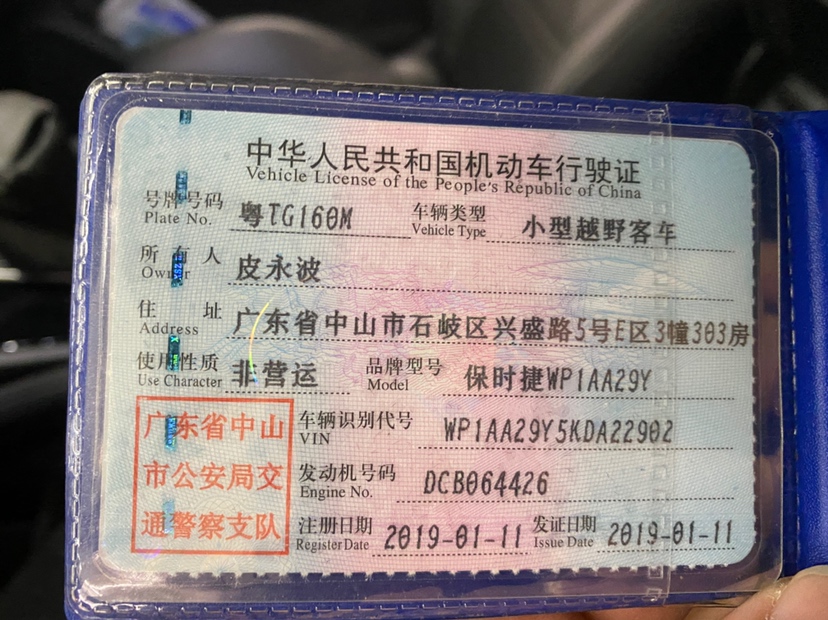 中华人民共和国机动车行驶证
Vehicle License of the People's Republic of China
号牌号码 粤TG160M 车辆类型 小型越野客车
Plate No. Vehicle Type
所有人 皮永波
Owner
住址 广东省中山市石岐区兴盛路5号E区3幢303房
Address
使用性质 非营运 品牌型号 保时捷WP1AA29Y
Use Character Model
广东省中山 车辆识别代号 WP1AA29Y5KDA22902
VIN
市公安局交 发动机号码 DCB064426
Engine No.
通警察支队 注册日期 2019-01-11 发证日期 2019-01-11
Register Date Issue Date